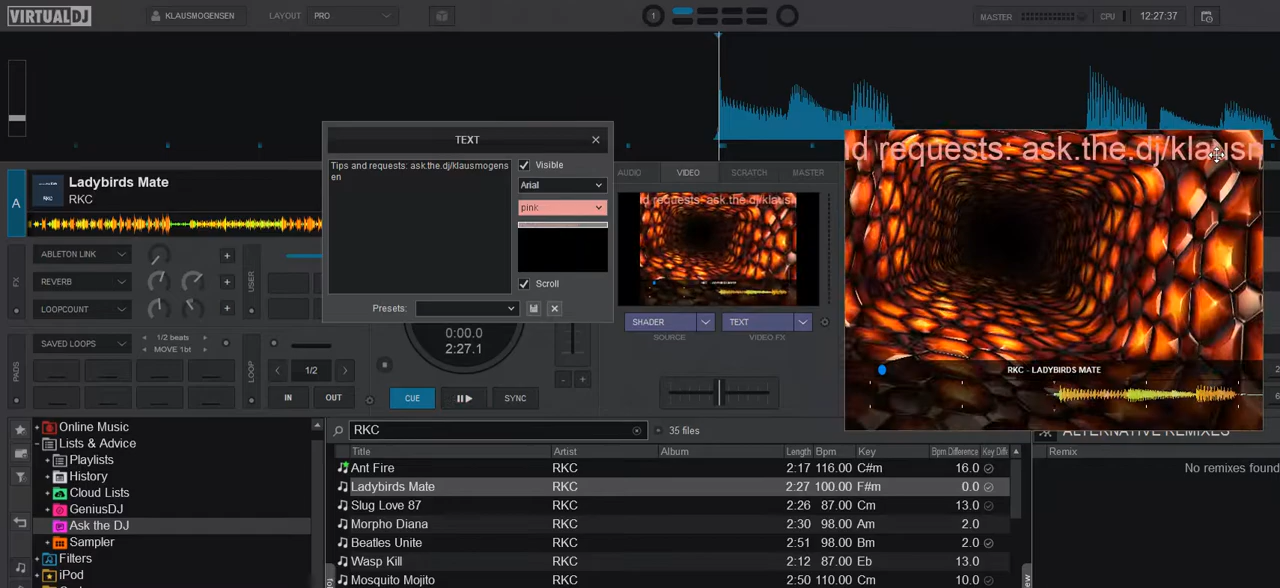 VIRTUALDJ
KLAUSMOGENSEN
LAYOUT
PRO
1
MASTER
CPU
12:27:37
A
Ladybirds Mate
RKC
ABLETON LINK
REVERB
LOOPCOUNT
FX
USER
SAVED LOOPS
1/2 beats
MOVE 1bt
PADS
LOOP
1/2
IN
OUT
TEXT
Tips and requests: ask.the.dj/klausmogens
en
Visible
Arial
pink
Scroll
Presets:
0:00.0
2:27.1
CUE
SYNC
AUDIO
VIDEO
SCRATCH
MASTER
SHADER
SOURCE
TEXT
VIDEO FX
d requests: ask.the.dj/klausm
RKC - LADYBIRDS MATE
Online Music
Lists & Advice
Playlists
History
Cloud Lists
GeniusDJ
Ask the DJ
Sampler
Filters
iPod
RKC
35 files
Title Artist Album Length Bpm Key Bpm Difference Key Diff
Ant Fire RKC 2:17 116.00 C#m 16.0
Ladybirds Mate RKC 2:27 100.00 F#m 0.0
Slug Love 87 RKC 2:26 87.00 Cm 13.0
Morpho Diana RKC 2:30 98.00 Am 2.0
Beatles Unite RKC 2:51 98.00 Bm 2.0
Wasp Kill RKC 2:12 87.00 Eb 13.0
Mosquito Mojito RKC 2:50 110.00 Cm 10.0
ALTERNATIVE REMIXES
Remix
No remixes found